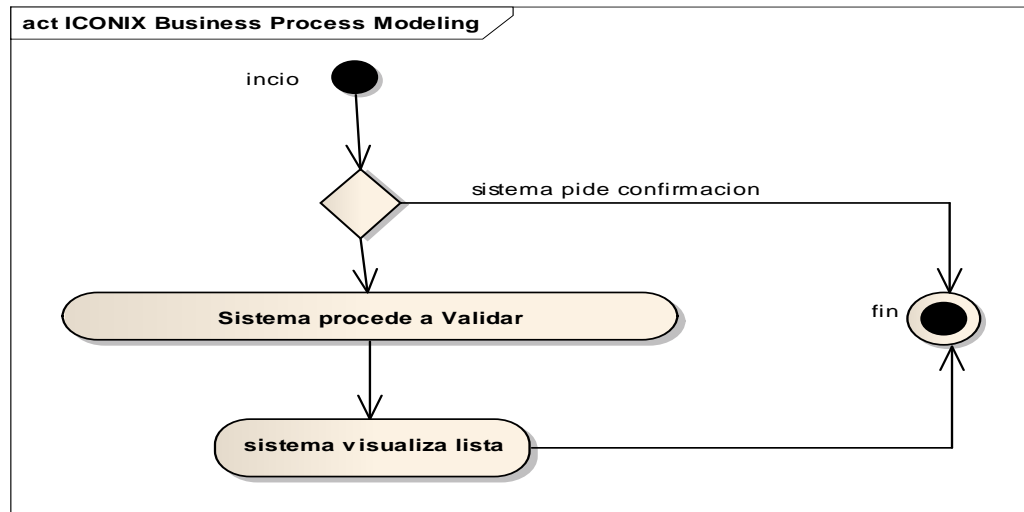 act ICONIX Business Process Modeling
incio
sistema pide confirmacion
Sistema procede a Validar
fin
sistema visualiza lista